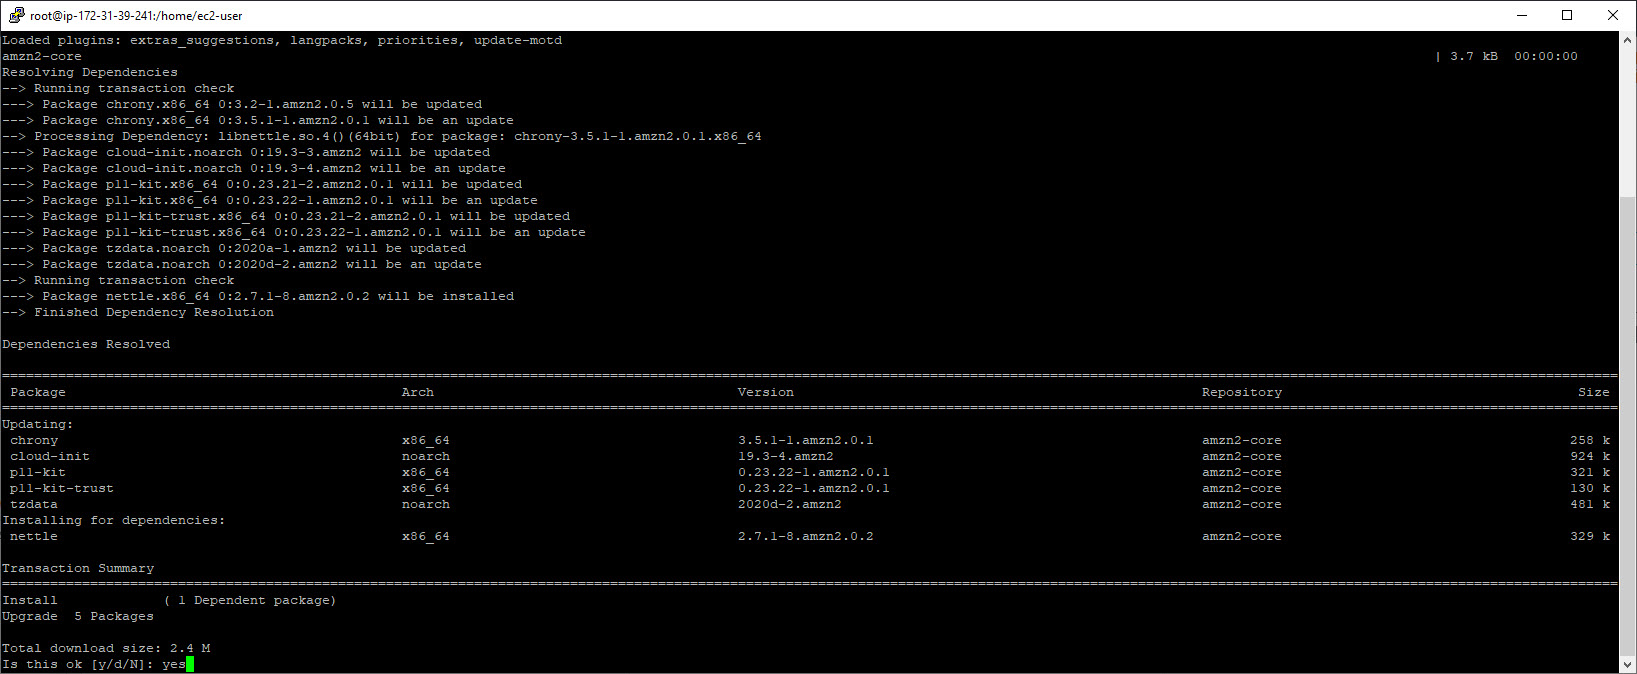 root@ip-172-31-39-241:/home/ec2-user
Loaded plugins: extras_suggestions, langpacks, priorities, update-motd
amzn2-core | 3.7 kB 00:00:00
Resolving Dependencies
--> Running transaction check
---> Package chrony.x86_64 0:3.2-1.amzn2.0.5 will be updated
---> Package chrony.x86_64 0:3.5.1-1.amzn2.0.1 will be an update
--> Processing Dependency: libnettle.so.4()(64bit) for package: chrony-3.5.1-1.amzn2.0.1.x86_64
---> Package cloud-init.noarch 0:19.3-3.amzn2 will be updated
---> Package cloud-init.noarch 0:19.3-4.amzn2 will be an update
---> Package p11-kit.x86_64 0:0.23.21-2.amzn2.0.1 will be updated
---> Package p11-kit.x86_64 0:0.23.22-1.amzn2.0.1 will be an update
---> Package p11-kit-trust.x86_64 0:0.23.21-2.amzn2.0.1 will be updated
---> Package p11-kit-trust.x86_64 0:0.23.22-1.amzn2.0.1 will be an update
---> Package tzdata.noarch 0:2020a-1.amzn2 will be updated
---> Package tzdata.noarch 0:2020d-2.amzn2 will be an update
--> Running transaction check
---> Package nettle.x86_64 0:2.7.1-8.amzn2.0.2 will be installed
--> Finished Dependency Resolution
Dependencies Resolved
Package Arch Version Repository Size
Updating:
chrony x86_64 3.5.1-1.amzn2.0.1 amzn2-core 258 k
cloud-init noarch 19.3-4.amzn2 amzn2-core 924 k
p11-kit x86_64 0.23.22-1.amzn2.0.1 amzn2-core 321 k
p11-kit-trust x86_64 0.23.22-1.amzn2.0.1 amzn2-core 130 k
tzdata noarch 2020d-2.amzn2 amzn2-core 481 k
Installing for dependencies:
nettle x86_64 2.7.1-8.amzn2.0.2 amzn2-core 329 k
Transaction Summary
Install ( 1 Dependent package)
Upgrade 5 Packages
Total download size: 2.4 M
Is this ok [y/d/N]: yes